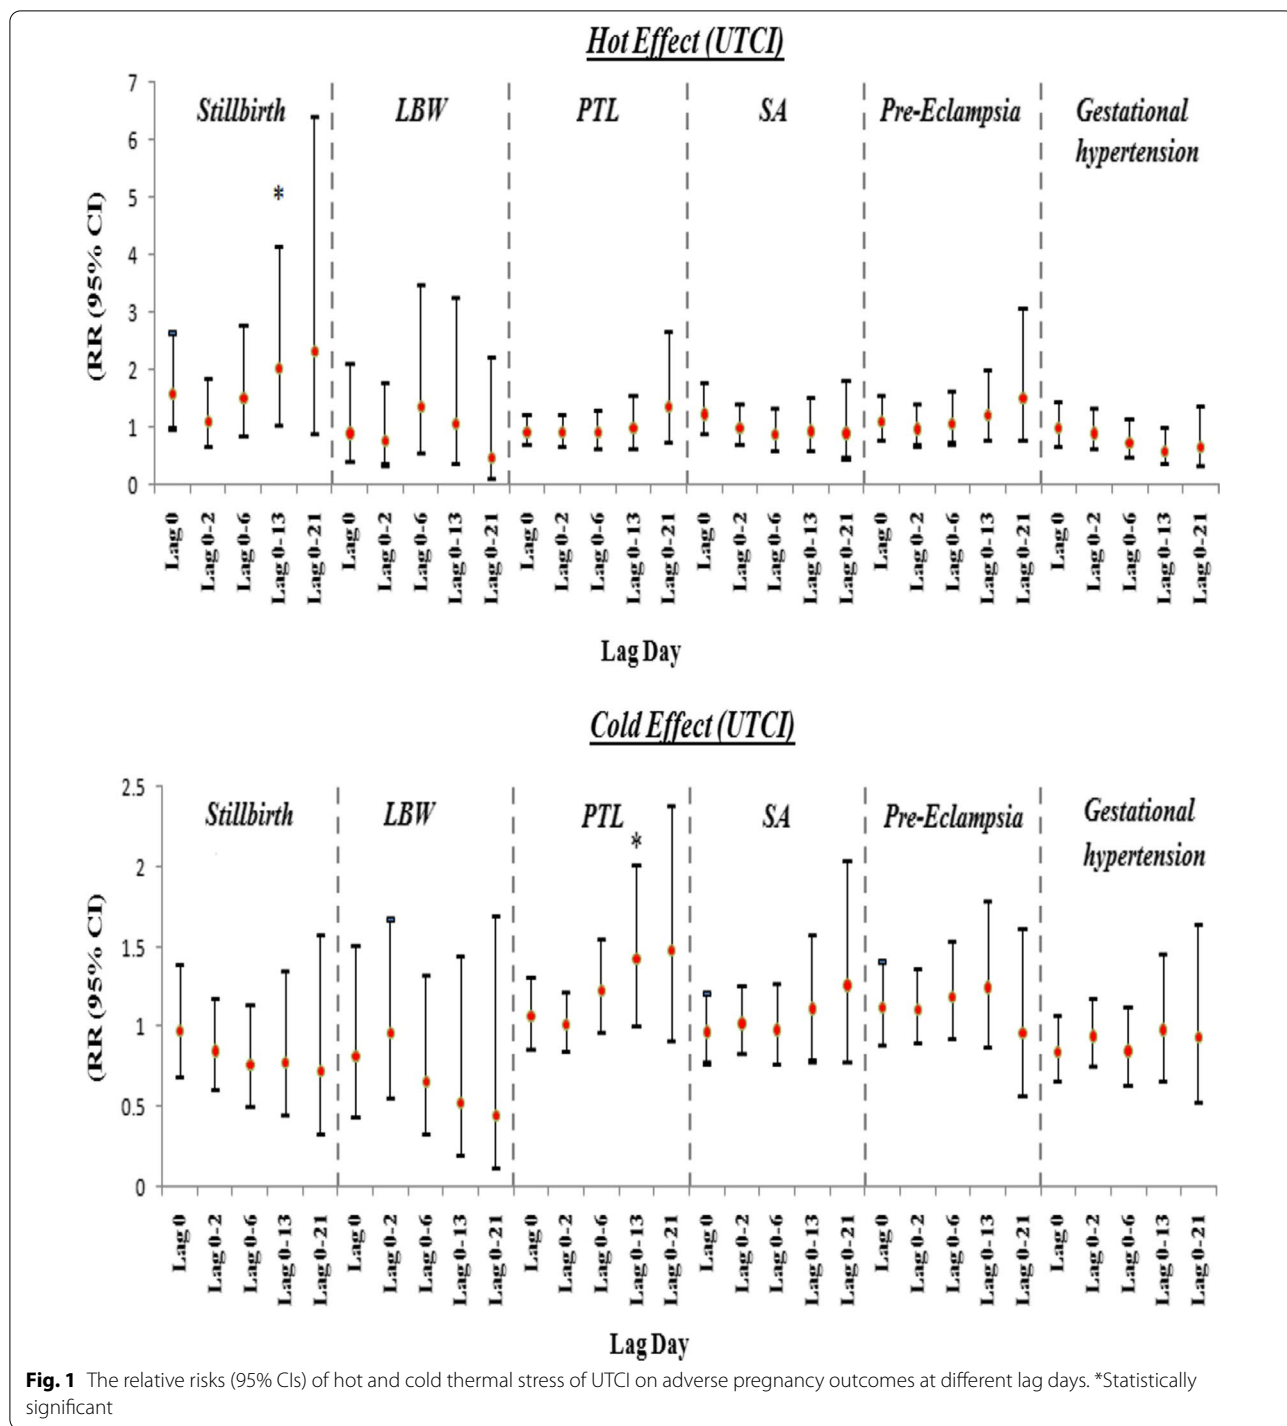 Hot Effect (UTCI)
7
6
5
4
3
2
1
0
(RR (95% CI)
Stillbirth
LBW
PTL
SA
Pre-Eclampsia
Gestational
hypertension
*
Lag 0
Lag 0-2
Lag 0-6
Lag 0-13
Lag 0-21
Lag 0
Lag 0-2
Lag 0-6
Lag 0-13
Lag 0-21
Lag 0
Lag 0-2
Lag 0-6
Lag 0-13
Lag 0-21
Lag 0
Lag 0-2
Lag 0-6
Lag 0-13
Lag 0-21
Lag 0
Lag 0-2
Lag 0-6
Lag 0-13
Lag 0-21
Lag 0
Lag 0-2
Lag 0-6
Lag 0-13
Lag 0-21
Lag Day
Cold Effect (UTCI)
2.5
2
1.5
1
0.5
0
(RR (95% CI)
Stillbirth
LBW
PTL
SA
Pre-Eclampsia
Gestational
hypertension
*
Lag 0
Lag 0-2
Lag 0-6
Lag 0-13
Lag 0-21
Lag 0
Lag 0-2
Lag 0-6
Lag 0-13
Lag 0-21
Lag 0
Lag 0-2
Lag 0-6
Lag 0-13
Lag 0-21
Lag 0
Lag 0-2
Lag 0-6
Lag 0-13
Lag 0-21
Lag 0
Lag 0-2
Lag 0-6
Lag 0-13
Lag 0-21
Lag 0
Lag 0-2
Lag 0-6
Lag 0-13
Lag 0-21
Lag Day
Fig. 1 The relative risks (95% CIs) of hot and cold thermal stress of UTCI on adverse pregnancy outcomes at different lag days. *Statistically
significant